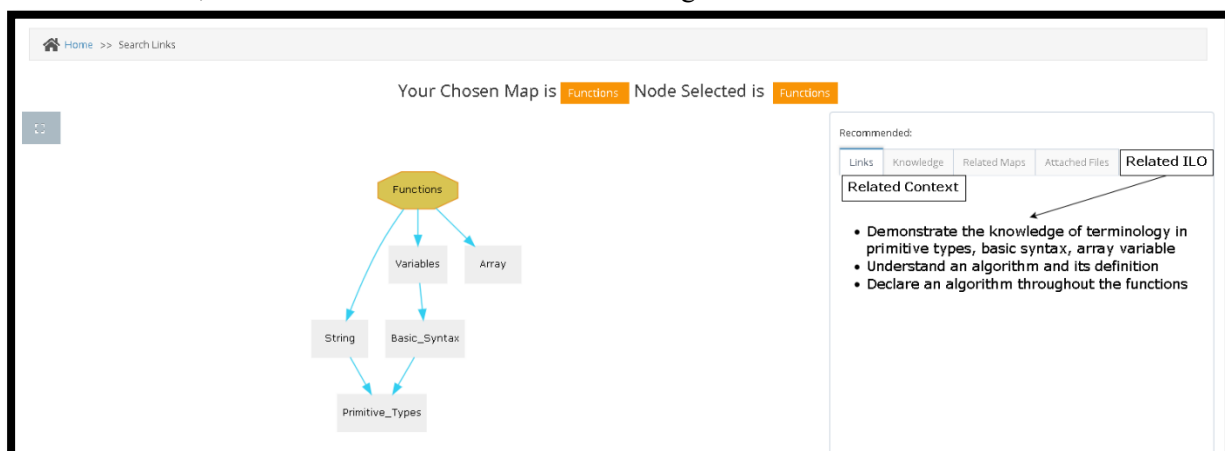 Home >> Search Links
Your Chosen Map is Functions Node Selected is Functions
Recommended:
Links Knowledge Related Maps Attached Files Related ILO
Related Context
Functions
• Demonstrate the knowledge of terminology in
primitive types, basic syntax, array variable
• Understand an algorithm and its definition
• Declare an algorithm throughout the functions
Variables
Array
String
Basic_Syntax
Primitive_Types